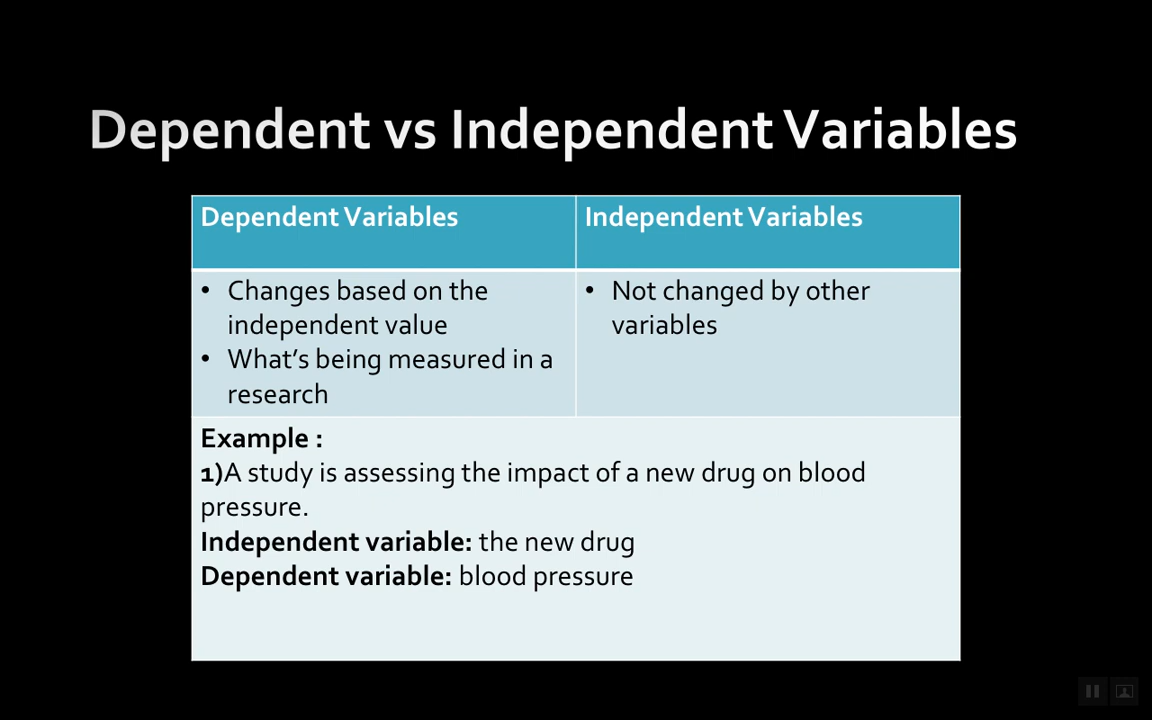 Dependent vs Independent Variables
Dependent Variables
Independent Variables
• Changes based on the
independent value
• What's being measured in a
research
• Not changed by other
variables
Example :
1)A study is assessing the impact of a new drug on blood
pressure.
Independent variable: the new drug
Dependent variable: blood pressure